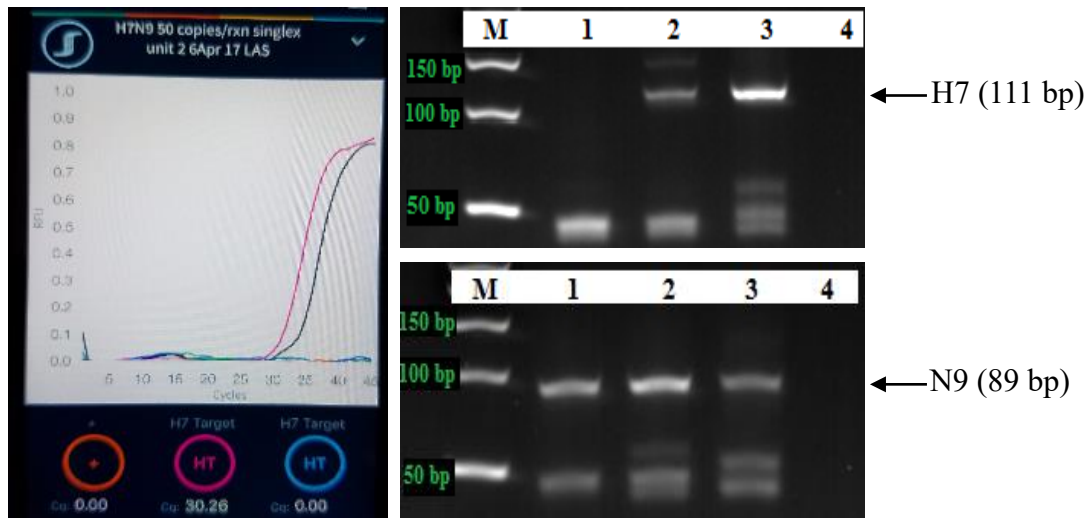 H7N9 50 copies/rxn singlex
unit 2 6Apr 17 LAS
1.0
0.9
0.8
0.7
0.6
0.5
0.4
0.3
0.2
0.1
0.0
RFU
5 10 15 20 25 30 35 40 45
Cycles
H7 Target H7 Target
+ HT HT
Cq: 0.00 Cq: 30.26 Cq: 0.00
M 1 2 3 4
150 bp
100 bp
50 bp
H7 (111 bp)
M 1 2 3 4
150 bp
100 bp
50 bp
N9 (89 bp)